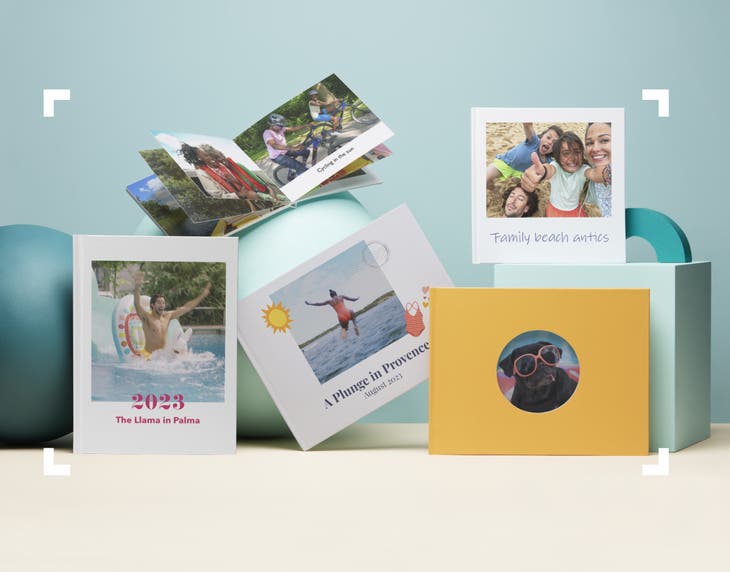 Cycling in the sun
Family beach antics
A Plunge in Provence
August 2023
2023
The Llama in Palma